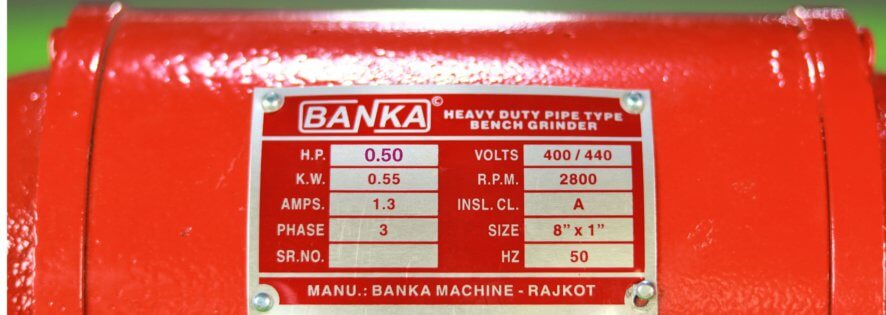 BANKA©
HEAVY DUTY PIPE TYPE
BENCH GRINDER
H.P. 0.50 VOLTS 400 / 440
K.W. 0.55 R.P.M. 2800
AMPS. 1.3 INSL. CL. A
PHASE 3 SIZE 8” x 1”
SR.NO. HZ 50
MANU.: BANKA MACHINE - RAJKOT